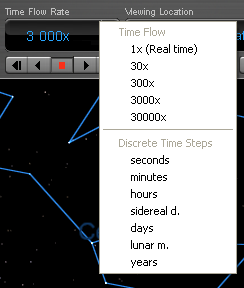 Time Flow Rate
Viewing Location
3 000x
Time Flow
1x (Real time)
30x
300x
3000x
30000x
Discrete Time Steps
seconds
minutes
hours
sidereal d.
days
lunar m.
years